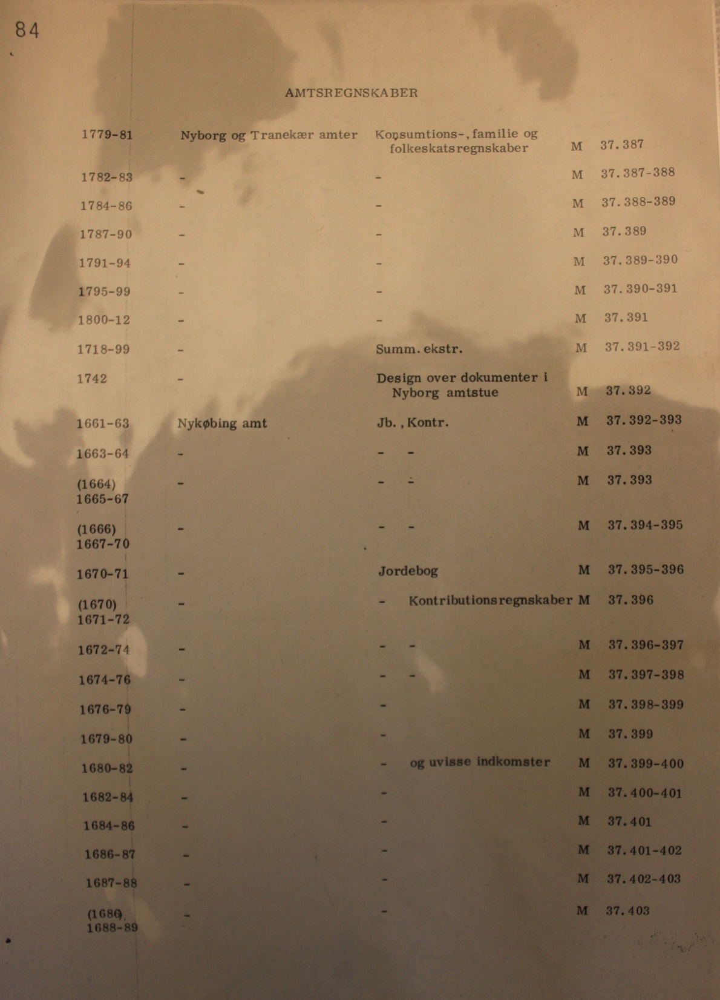 84
AMTSREGNSKABER
1779-81 Nyborg og Tranekær amter Konsumtions-, familie og
folkeskatsregnskaber M 37.387
1782-83 - - M 37.387-388
1784-86 - - M 37.388-389
1787-90 - - M 37.389
1791-94 - - M 37.389-390
1795-99 - - M 37.390-391
1800-12 - - M 37.391
1718-99 - Summ. ekstr. M 37.391-392
1742 - Design over dokumenter i
Nyborg amtstue M 37.392
1661-63 Nykøbing amt Jb., Kontr. M 37.392-393
1663-64 - - - M 37.393
(1664) - - - M 37.393
1665-67
(1666) - - - M 37.394-395
1667-70
1670-71 - Jordebog M 37.395-396
(1670) - - Kontributionsregnskaber M 37.396
1671-72
1672-74 - - - M 37.396-397
1674-76 - - - M 37.397-398
1676-79 - - M 37.398-399
1679-80 - - M 37.399
1680-82 - - og uvisse indkomster M 37.399-400
1682-84 - - M 37.400-401
1684-86 - - M 37.401
1686-87 - - M 37.401-402
1687-88 - - M 37.402-403
(1686) - - M 37.403
1688-89